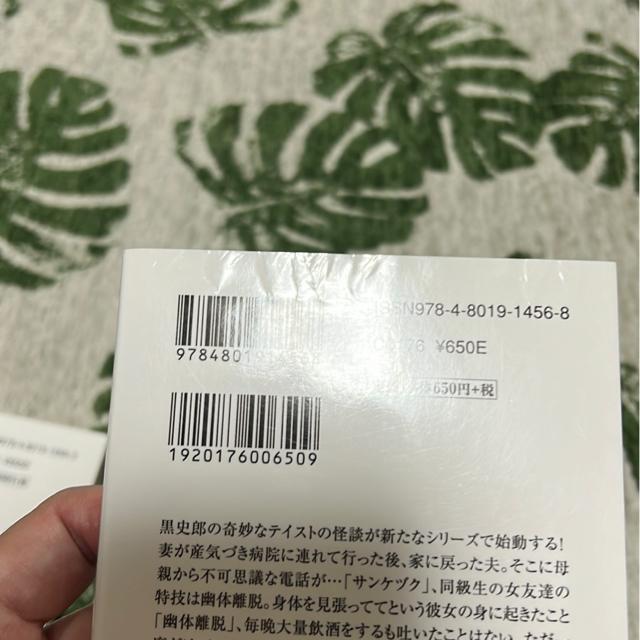 ISBN978-4-8019-1456-8
¥650E
650円+税
1920176006509
黒史郎の奇妙なテイストの怪談が新たなシリーズで始動する!
妻が産気づき病院に連れて行った後、家に戻った夫。そこに母
親から不可思議な電話が…「サンケヅク」、同級生の女友達の
特技は幽体離脱。身体を見張っててという彼女の身に起きたこと
「幽体離脱」、毎晩大量飲酒をするも吐いたことはない。ただ、